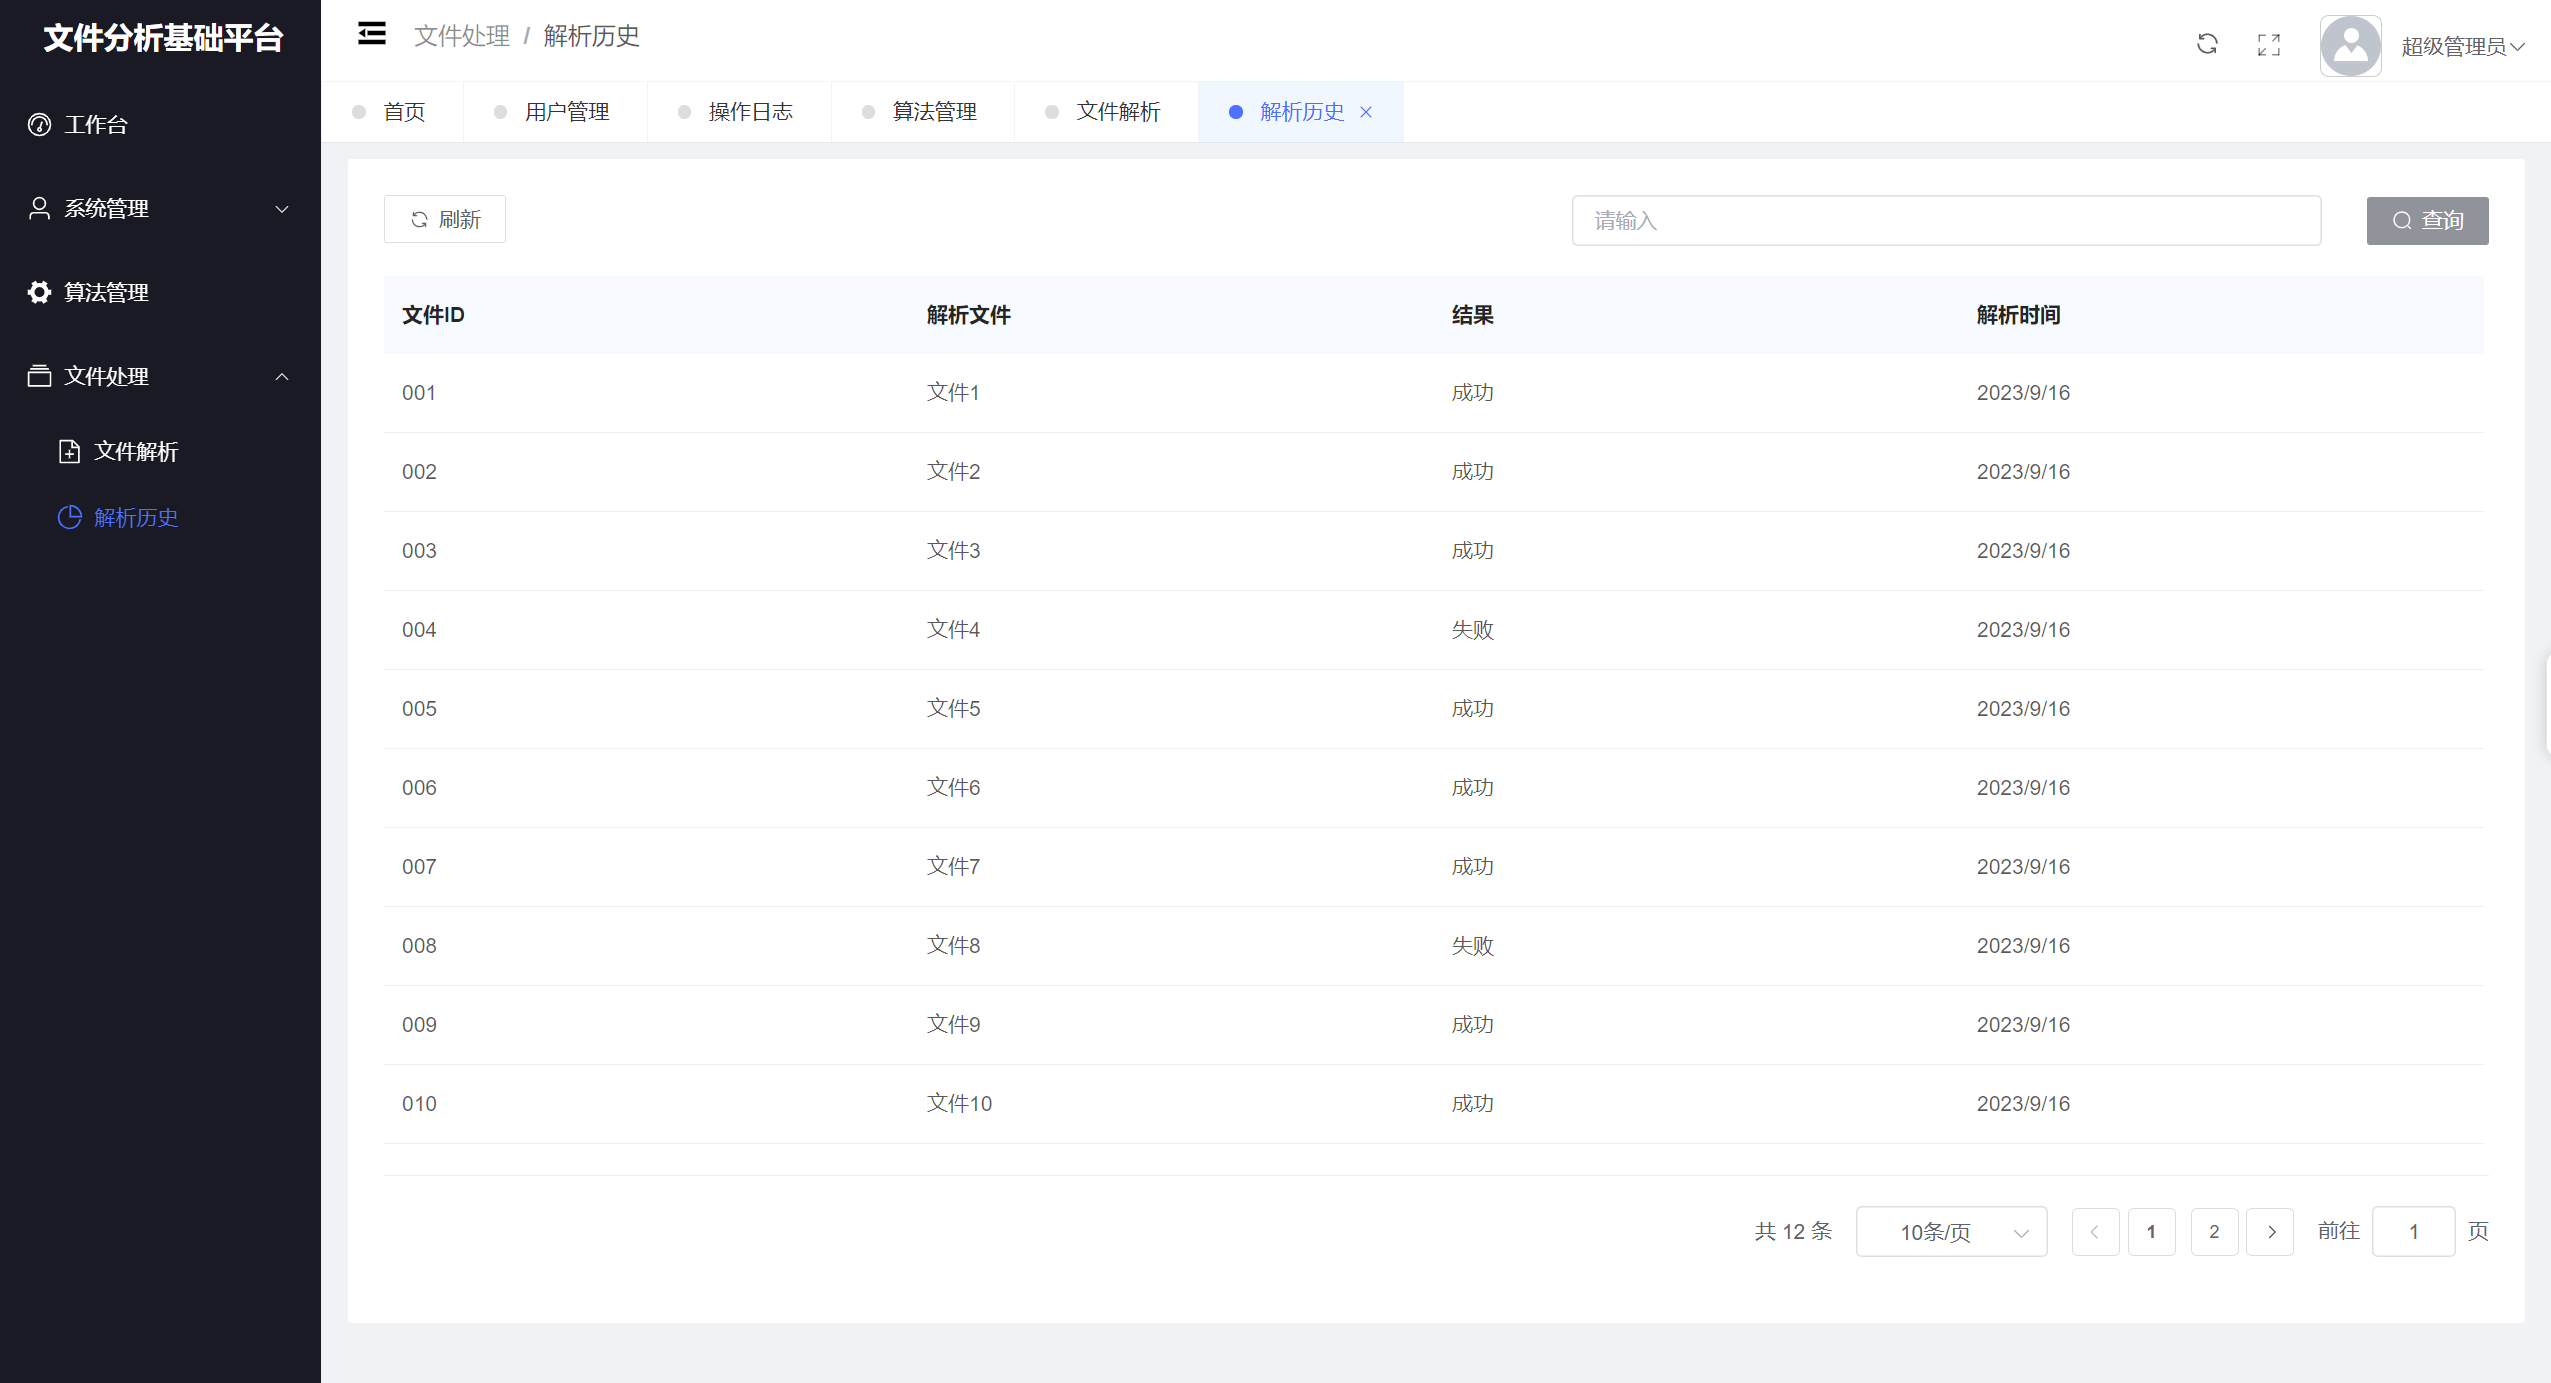 文件分析基础平台
工作台
系统管理
算法管理
文件处理
文件解析
解析历史
文件处理 / 解析历史
超级管理员
首页 用户管理 操作日志 算法管理 文件解析 解析历史
刷新 请输入 查询
文件ID 解析文件 结果 解析时间
001 文件1 成功 2023/9/16
002 文件2 成功 2023/9/16
003 文件3 成功 2023/9/16
004 文件4 失败 2023/9/16
005 文件5 成功 2023/9/16
006 文件6 成功 2023/9/16
007 文件7 成功 2023/9/16
008 文件8 失败 2023/9/16
009 文件9 成功 2023/9/16
010 文件10 成功 2023/9/16
共 12 条 10条/页 1 2 前往 1 页